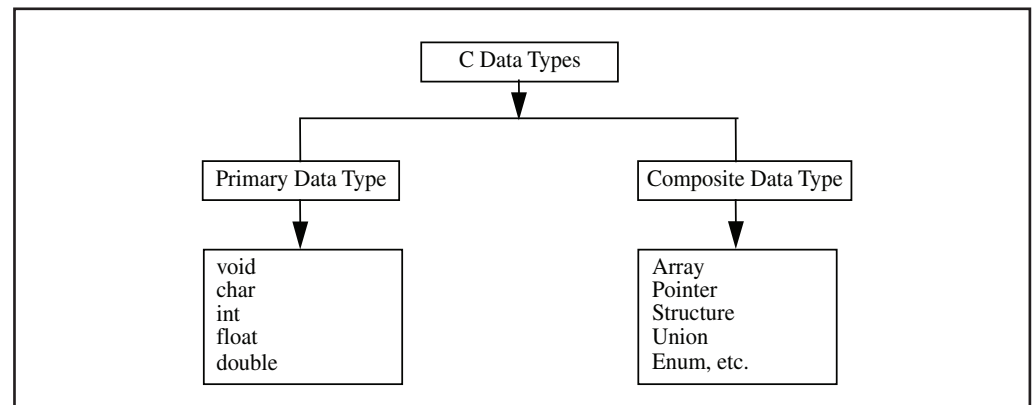 C Data Types
Primary Data Type
Composite Data Type
void
char
int
float
double
Array
Pointer
Structure
Union
Enum, etc.